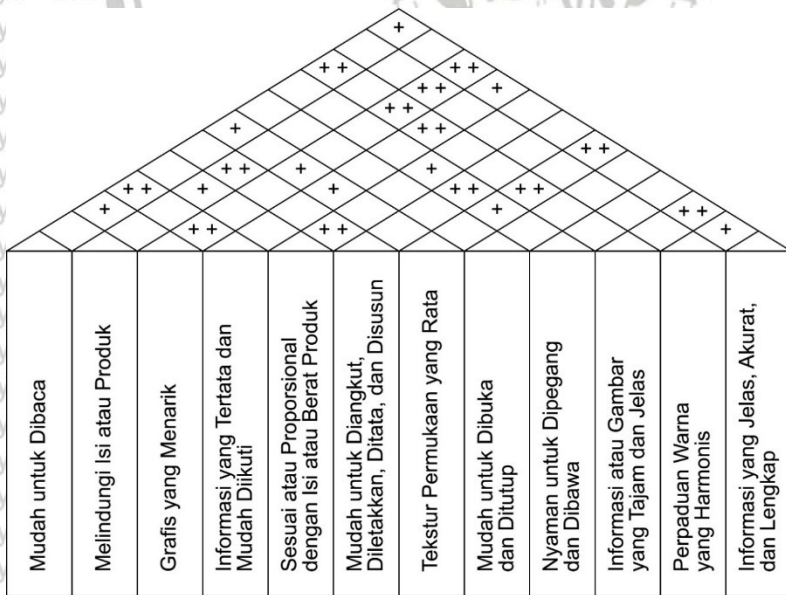 +
+ + + +
+ + +
+ +
+ + +
+ +
+ + + +
+ + + + + + + +
+ + + +
+ + + + +
Mudah untuk Dibaca
Melindungi Isi atau Produk
Grafis yang Menarik
Informasi yang Tertata dan
Mudah Diikuti
Sesuai atau Proporsional
dengan Isi atau Berat Produk
Mudah untuk Diangkut,
Diletakkan, Ditata, dan Disusun
Tekstur Permukaan yang Rata
Mudah untuk Dibuka
dan Ditutup
Nyaman untuk Dipegang
dan Dibawa
Informasi atau Gambar
yang Tajam dan Jelas
Perpaduan Warna
yang Harmonis
Informasi yang Jelas, Akurat,
dan Lengkap